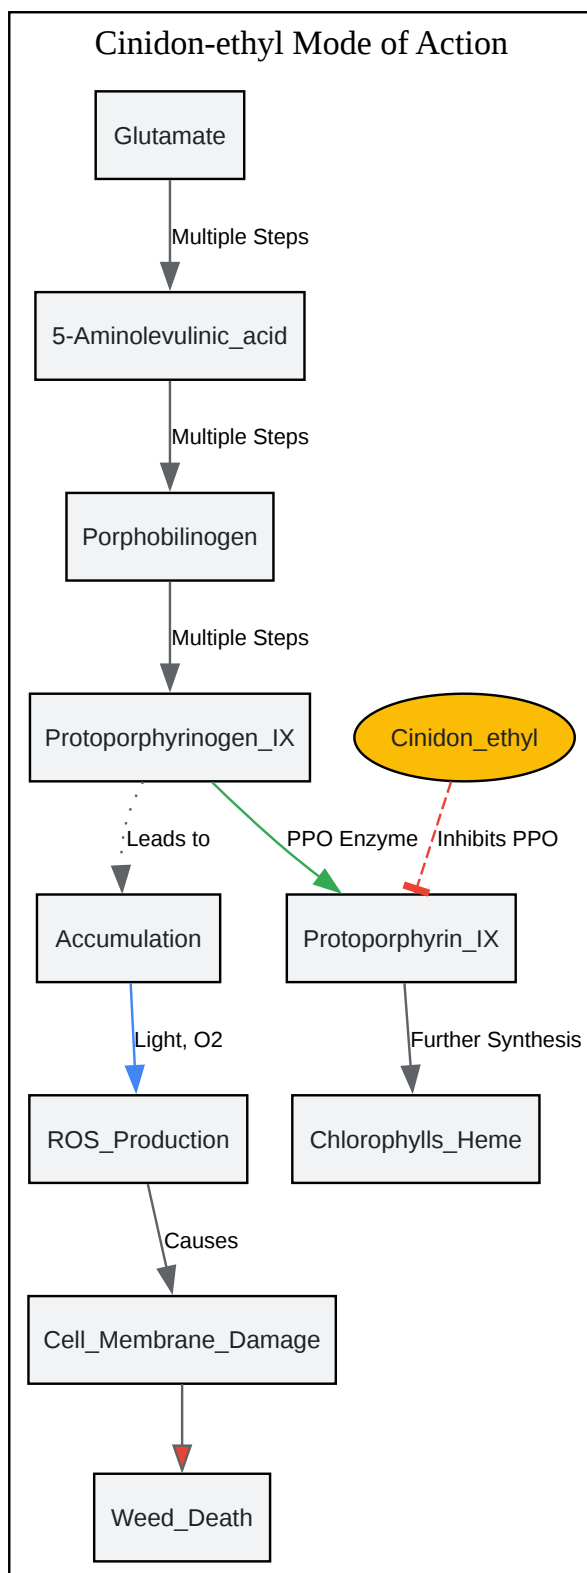 Cinidon-ethyl Mode of Action
Glutamate
Multiple Steps
5-Aminolevulinic_acid
Multiple Steps
Porphobilinogen
Multiple Steps
Protoporphyrinogen_IX
Cinidon_ethyl
Leads to
PPO Enzyme
Inhibits PPO
Accumulation
Protoporphyrin_IX
Light, O2
Further Synthesis
ROS_Production
Chlorophylls_Heme
Causes
Cell_Membrane_Damage
Weed_Death